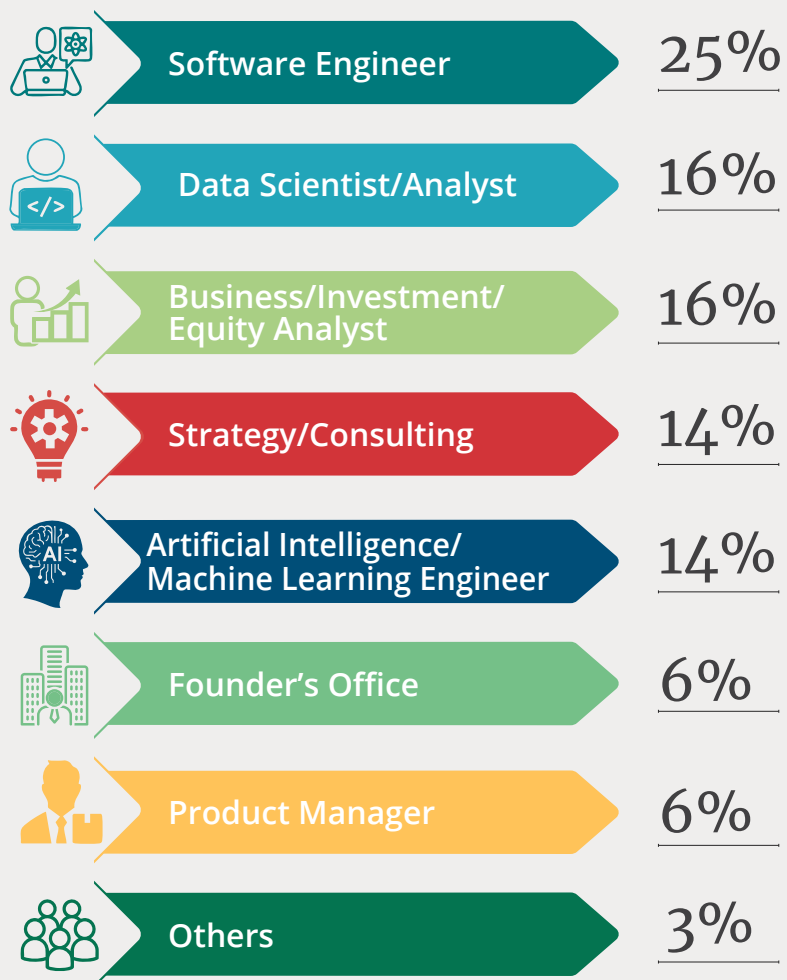 Software Engineer
25%
</>
Data Scientist/Analyst
16%
Business/Investment/
Equity Analyst
16%
Strategy/Consulting
14%
AI
Artificial Intelligence/
Machine Learning Engineer
14%
Founder’s Office
6%
Product Manager
6%
Others
3%